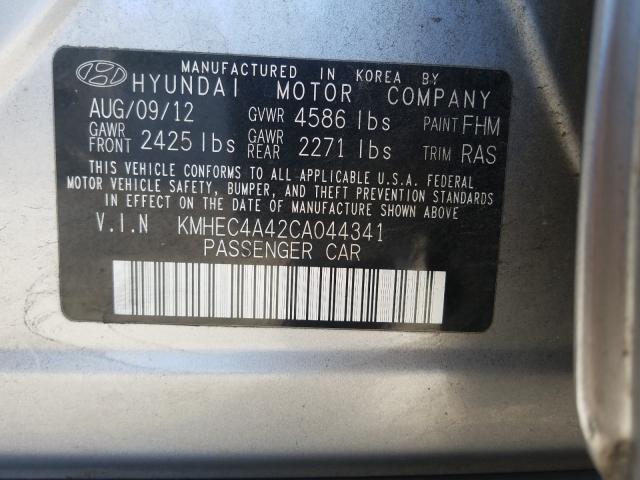 MANUFACTURED IN KOREA BY
HYUNDAI MOTOR COMPANY
AUG/09/12 GVWR 4586 lbs PAINT FHM
GAWR FRONT 2425 lbs GAWR REAR 2271 lbs TRIM RAS
THIS VEHICLE CONFORMS TO ALL APPLICABLE U.S.A. FEDERAL
MOTOR VEHICLE SAFETY, BUMPER, AND THEFT PREVENTION STANDARDS
IN EFFECT ON THE DATE OF MANUFACTURE SHOWN ABOVE
V.I.N KMHEC4A42CA044341
PASSENGER CAR